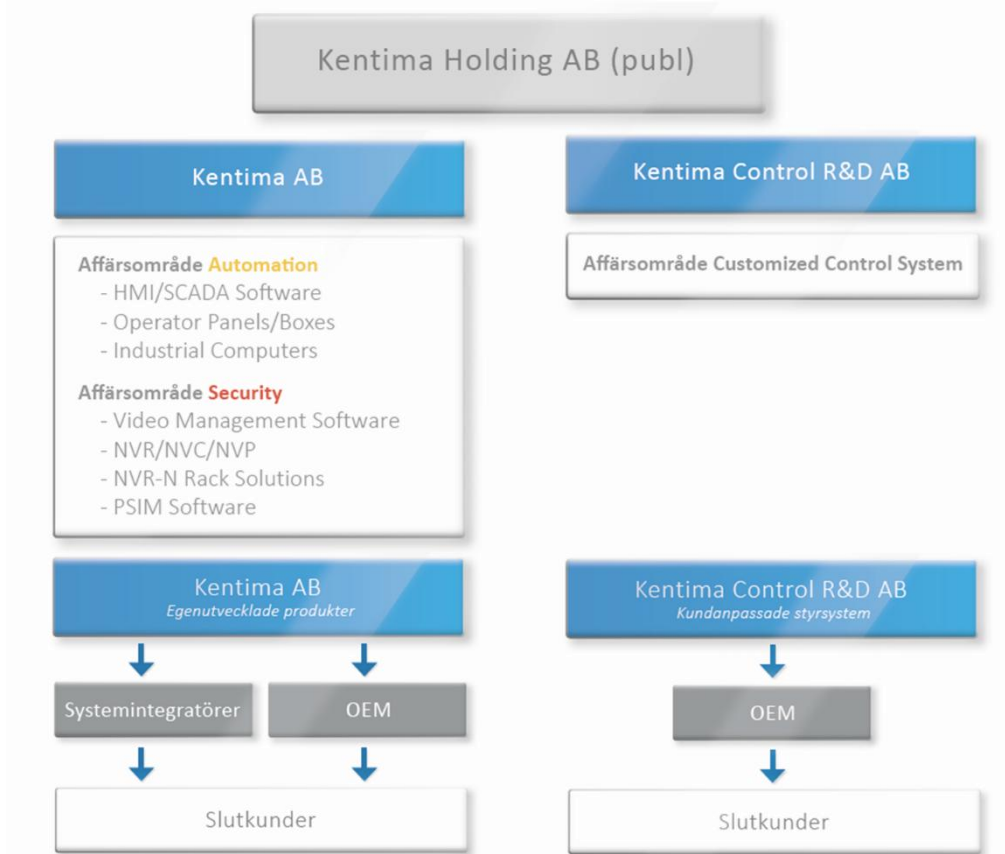 Kentima Holding AB (publ)
Kentima AB
Affärsområde Automation
- HMI/SCADA Software
- Operator Panels/Boxes
- Industrial Computers
Affärsområde Security
- Video Management Software
- NVR/NVC/NVP
- NVR-N Rack Solutions
- PSIM Software
Kentima AB
Egenutvecklade produkter
Systemintegratörer
OEM
Slutkunder
Kentima Control R&D AB
Affärsområde Customized Control System
Kentima Control R&D AB
Kundanpassade styrsystem
OEM
Slutkunder